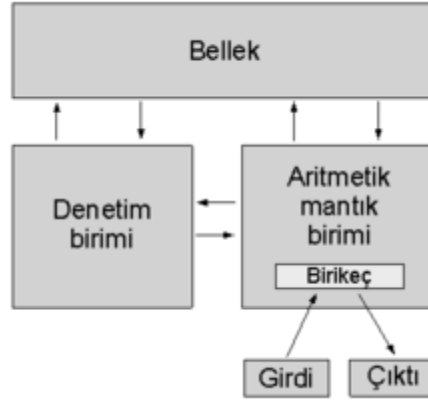 Bellek
Denetim
birimi
Aritmetik
mantık
birimi
Birikeç
Girdi
Çıktı